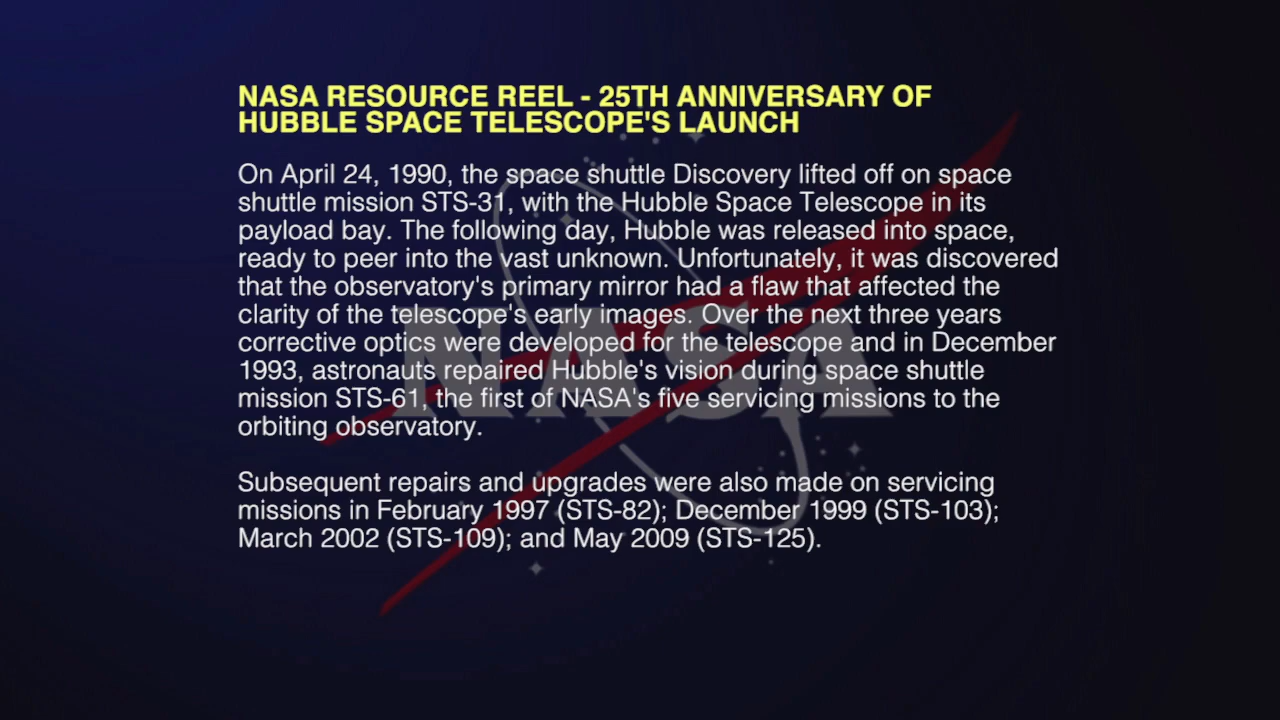 NASA RESOURCE REEL - 25TH ANNIVERSARY OF
HUBBLE SPACE TELESCOPE'S LAUNCH
On April 24, 1990, the space shuttle Discovery lifted off on space
shuttle mission STS-31, with the Hubble Space Telescope in its
payload bay. The following day, Hubble was released into space,
ready to peer into the vast unknown. Unfortunately, it was discovered
that the observatory's primary mirror had a flaw that affected the
clarity of the telescope's early images. Over the next three years
corrective optics were developed for the telescope and in December
1993, astronauts repaired Hubble's vision during space shuttle
mission STS-61, the first of NASA's five servicing missions to the
orbiting observatory.
Subsequent repairs and upgrades were also made on servicing
missions in February 1997 (STS-82); December 1999 (STS-103);
March 2002 (STS-109); and May 2009 (STS-125).
NASA